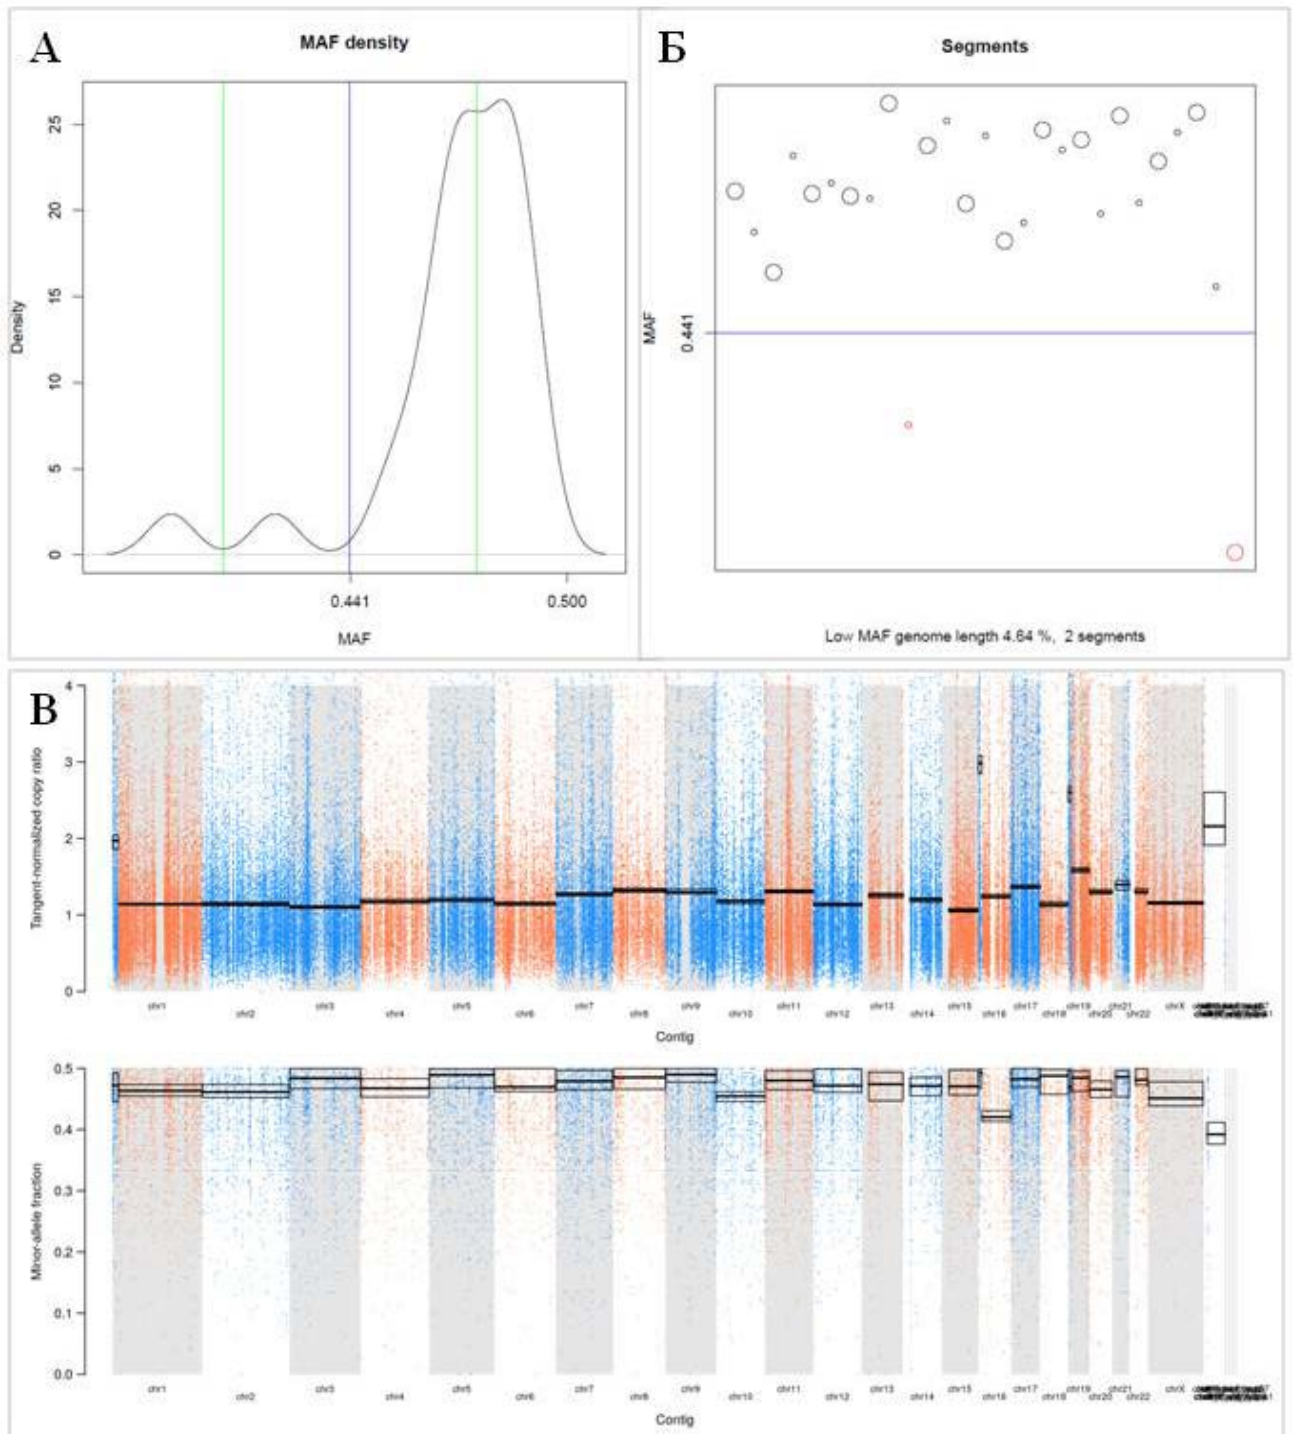 А
MAF density
Density
25
20
15
10
5
0
0.441
0.500
MAF
Б
Segments
MAF
0.441
Low MAF genome length 4.64 %, 2 segments
В
Tangent-normalized copy ratio
4
3
2
1
0
chr1
chr2
chr3
chr4
chr5
chr6
chr7
chr8
chr9
chr10
chr11
chr12
chr13
chr14
chr15
chr16
chr17
chr18
chr19
chr20
chr21
chr22
chrX
Contig
Minor-allele fraction
0.5
0.4
0.3
0.2
0.1
0.0
chr1
chr2
chr3
chr4
chr5
chr6
chr7
chr8
chr9
chr10
chr11
chr12
chr13
chr14
chr15
chr16
chr17
chr18
chr19
chr20
chr21
chr22
chrX
Contig